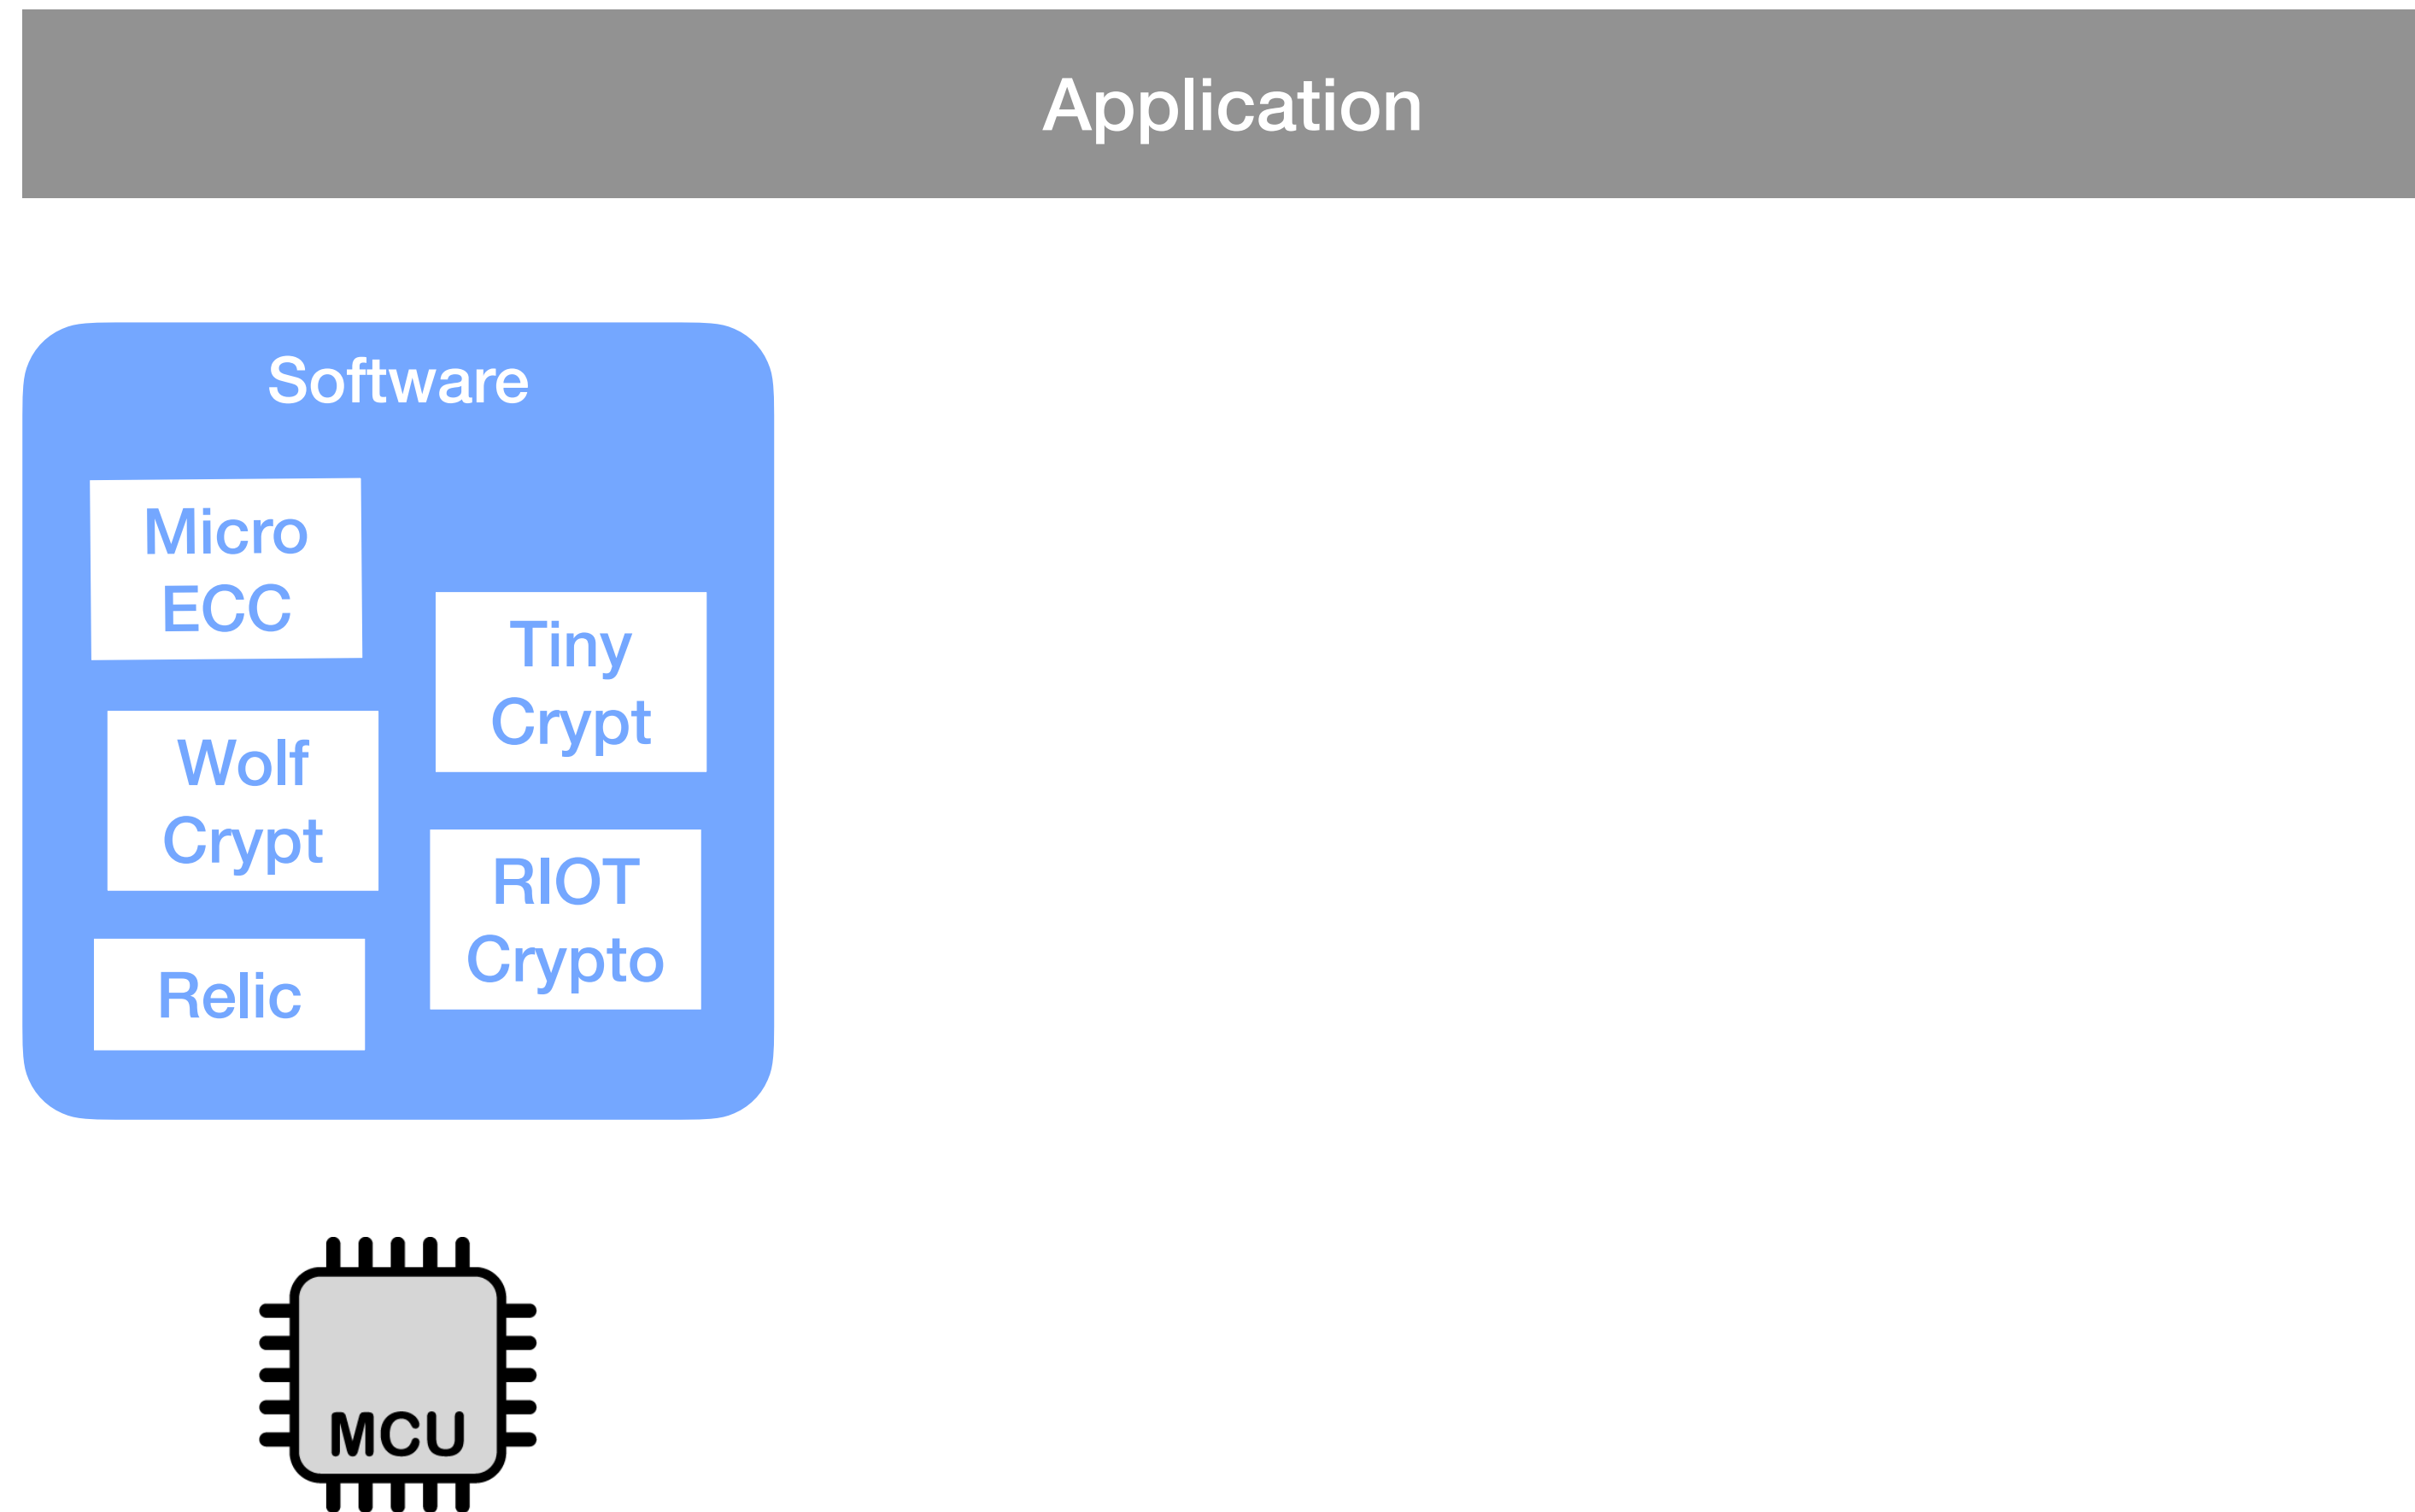 Application
Software
Micro
ECC
Tiny
Crypt
Wolf
Crypt
RIOT
Crypto
Relic
MCU